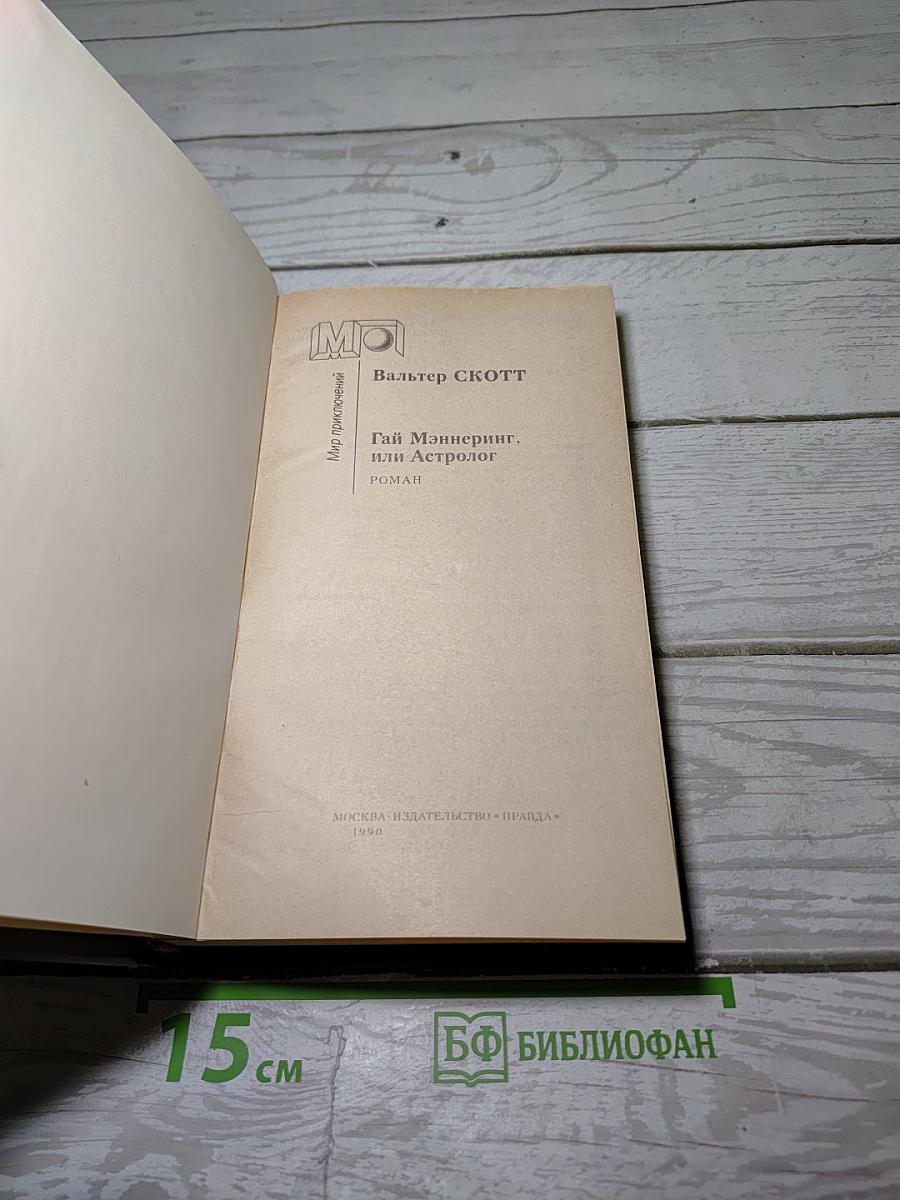 МП
Мир приключений
Вальтер СКОТТ
Гай Мэннеринг,
или Астролог
РОМАН
МОСКВА·ИЗДАТЕЛЬСТВО «ПРАВДА»
1990
15 см
БФ БИБЛИОФАН